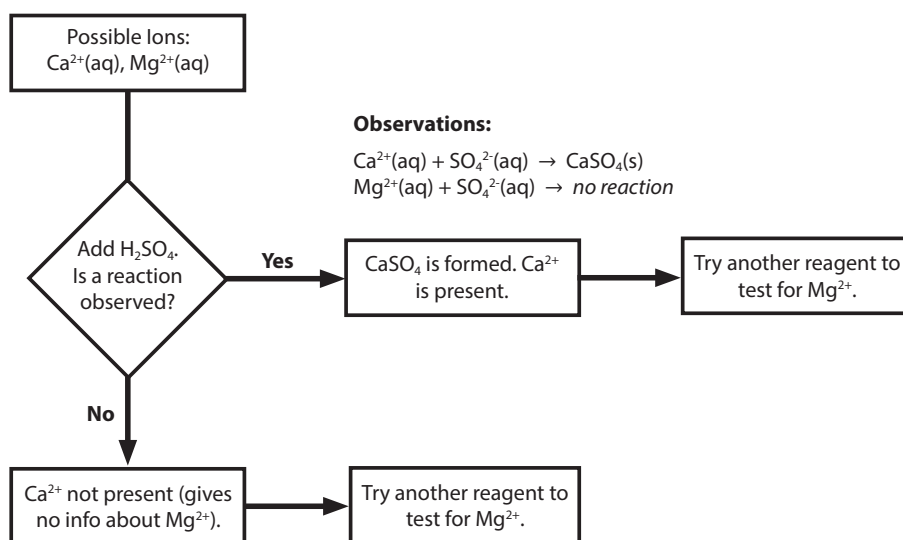 Possible Ions:
Ca²⁺(aq), Mg²⁺(aq)
Observations:
Ca²⁺(aq) + SO₄²⁻(aq) → CaSO₄(s)
Mg²⁺(aq) + SO₄²⁻(aq) → no reaction
Add H₂SO₄.
Is a reaction
observed?
Yes
CaSO₄ is formed. Ca²⁺
is present.
Try another reagent to
test for Mg²⁺.
No
Ca²⁺ not present (gives
no info about Mg²⁺).
Try another reagent to
test for Mg²⁺.